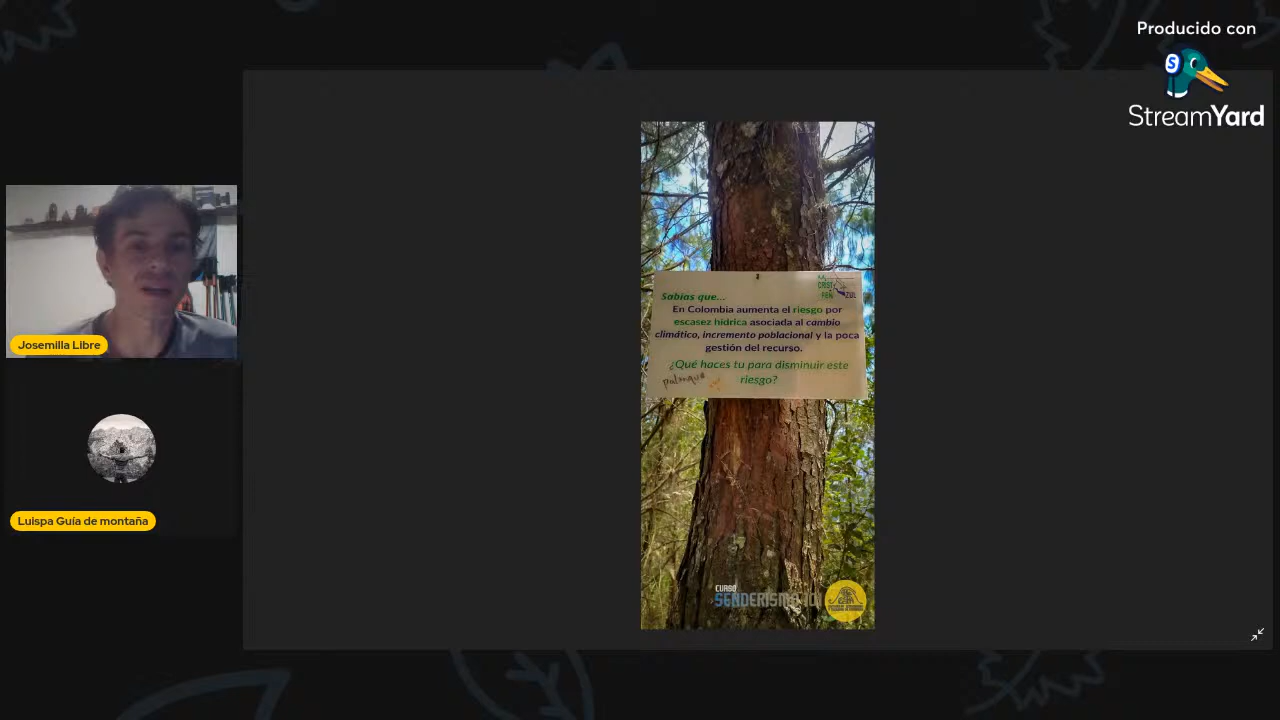 Producido con
StreamYard
Josemilla Libre
Luispa Guía de montaña
Sabías que...
En Colombia aumenta el riesgo por
escasez hídrica asociada al cambio
climático, incremento poblacional y la poca
gestión del recurso.
¿Qué haces tu para disminuir este
riesgo?
CURSO
SENDERISMO 101